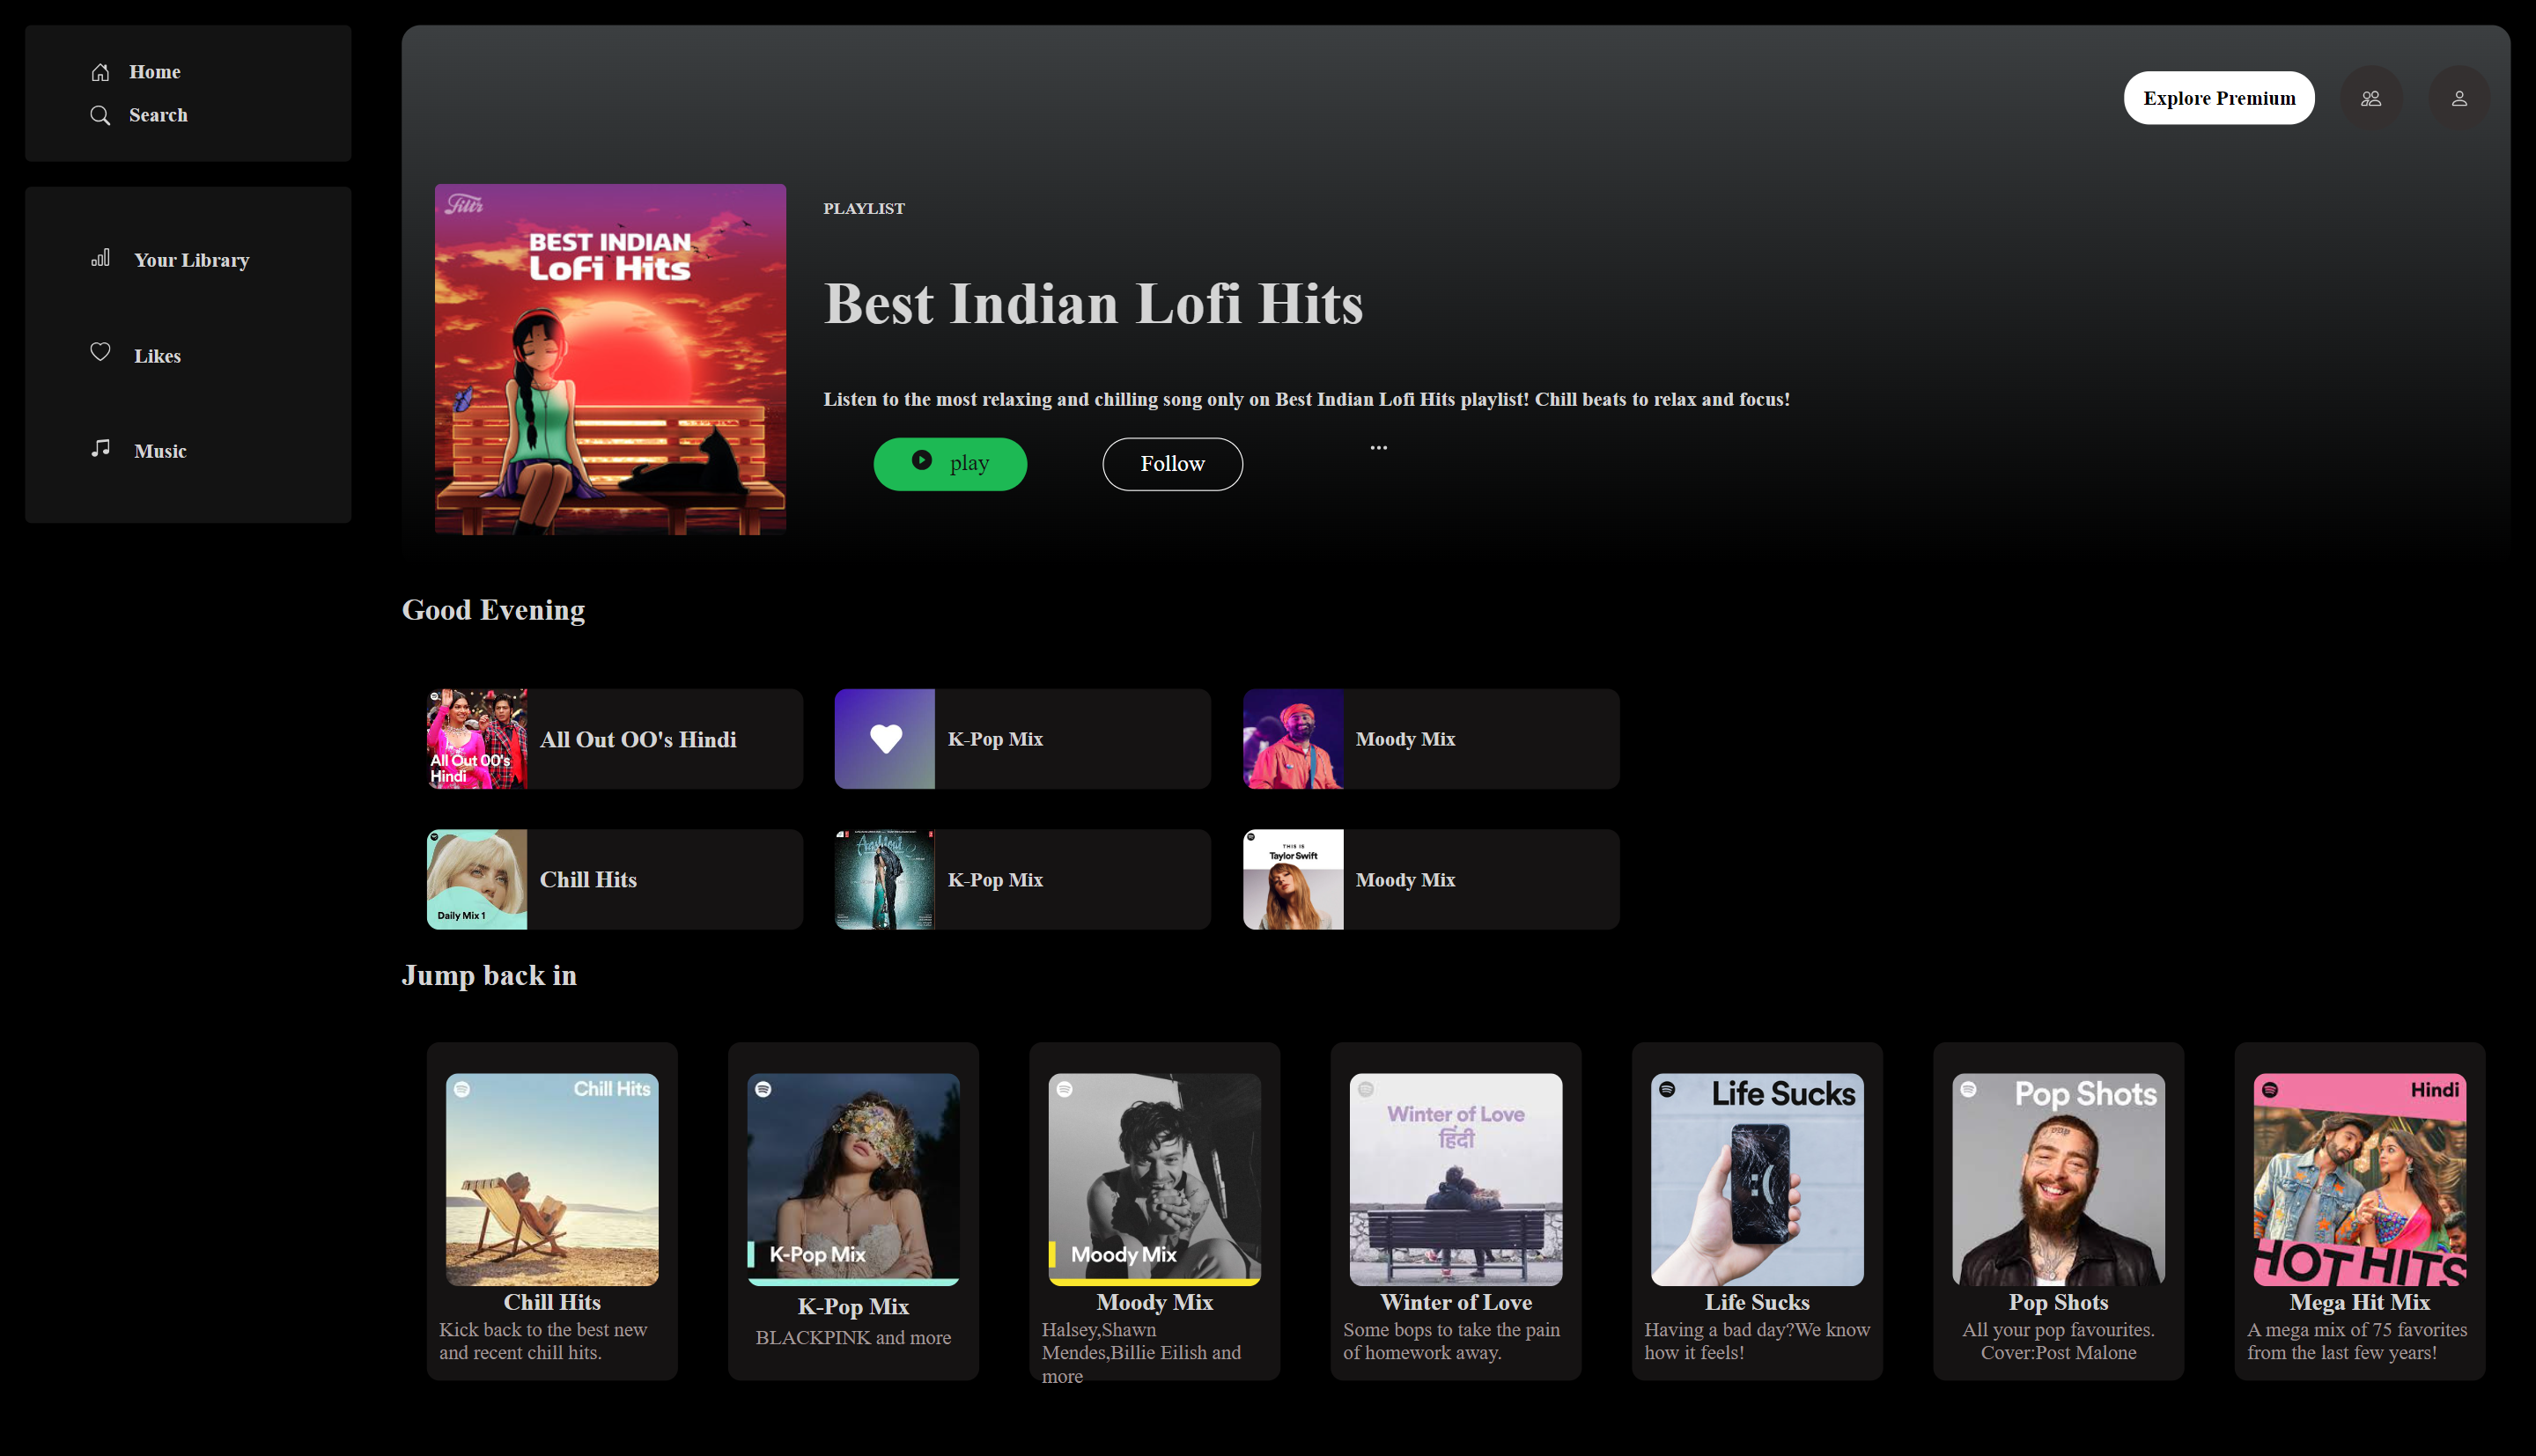 Home
Search
Your Library
Likes
Music
Explore Premium
Filtr
BEST INDIAN
LoFi Hits
PLAYLIST
Best Indian Lofi Hits
Listen to the most relaxing and chilling song only on Best Indian Lofi Hits playlist! Chill beats to relax and focus!
play
Follow
Good Evening
All Out 00's
Hindi
All Out OO's Hindi
K-Pop Mix
Moody Mix
Daily Mix 1
Chill Hits
K-Pop Mix
THIS IS
Taylor Swift
Moody Mix
Jump back in
Chill Hits
Chill Hits
Kick back to the best new
and recent chill hits.
K-Pop Mix
K-Pop Mix
BLACKPINK and more
Moody Mix
Moody Mix
Halsey,Shawn
Mendes,Billie Eilish and
more
Winter of Love
हिंदी
Winter of Love
Some bops to take the pain
of homework away.
Life Sucks
:(
Life Sucks
Having a bad day?We know
how it feels!
Pop Shots
Pop Shots
All your pop favourites.
Cover:Post Malone
Hindi
HOT HITS
Mega Hit Mix
A mega mix of 75 favorites
from the last few years!